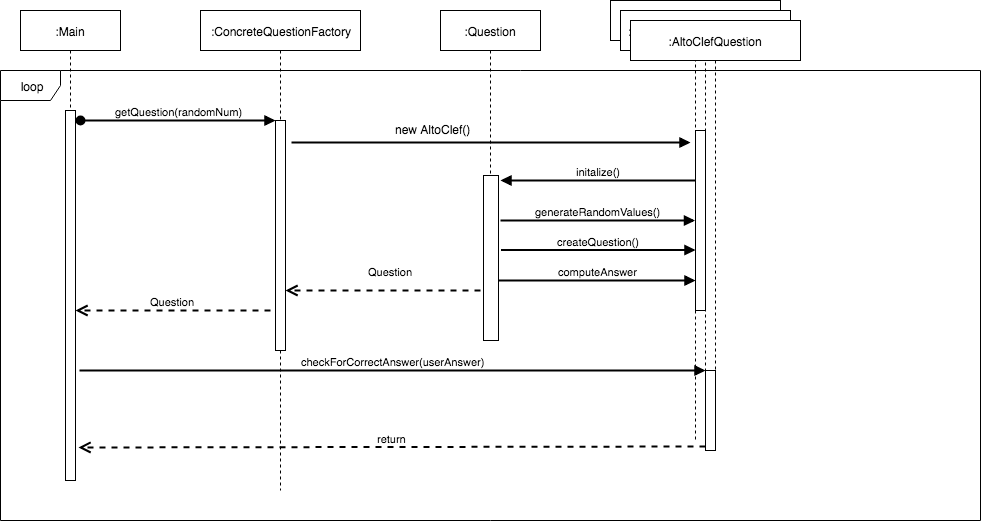 :Main
:ConcreteQuestionFactory
:Question
:AltoClefQuestion
loop
getQuestion(randomNum)
new AltoClef()
initalize()
generateRandomValues()
createQuestion()
Question
computeAnswer
Question
checkForCorrectAnswer(userAnswer)
return